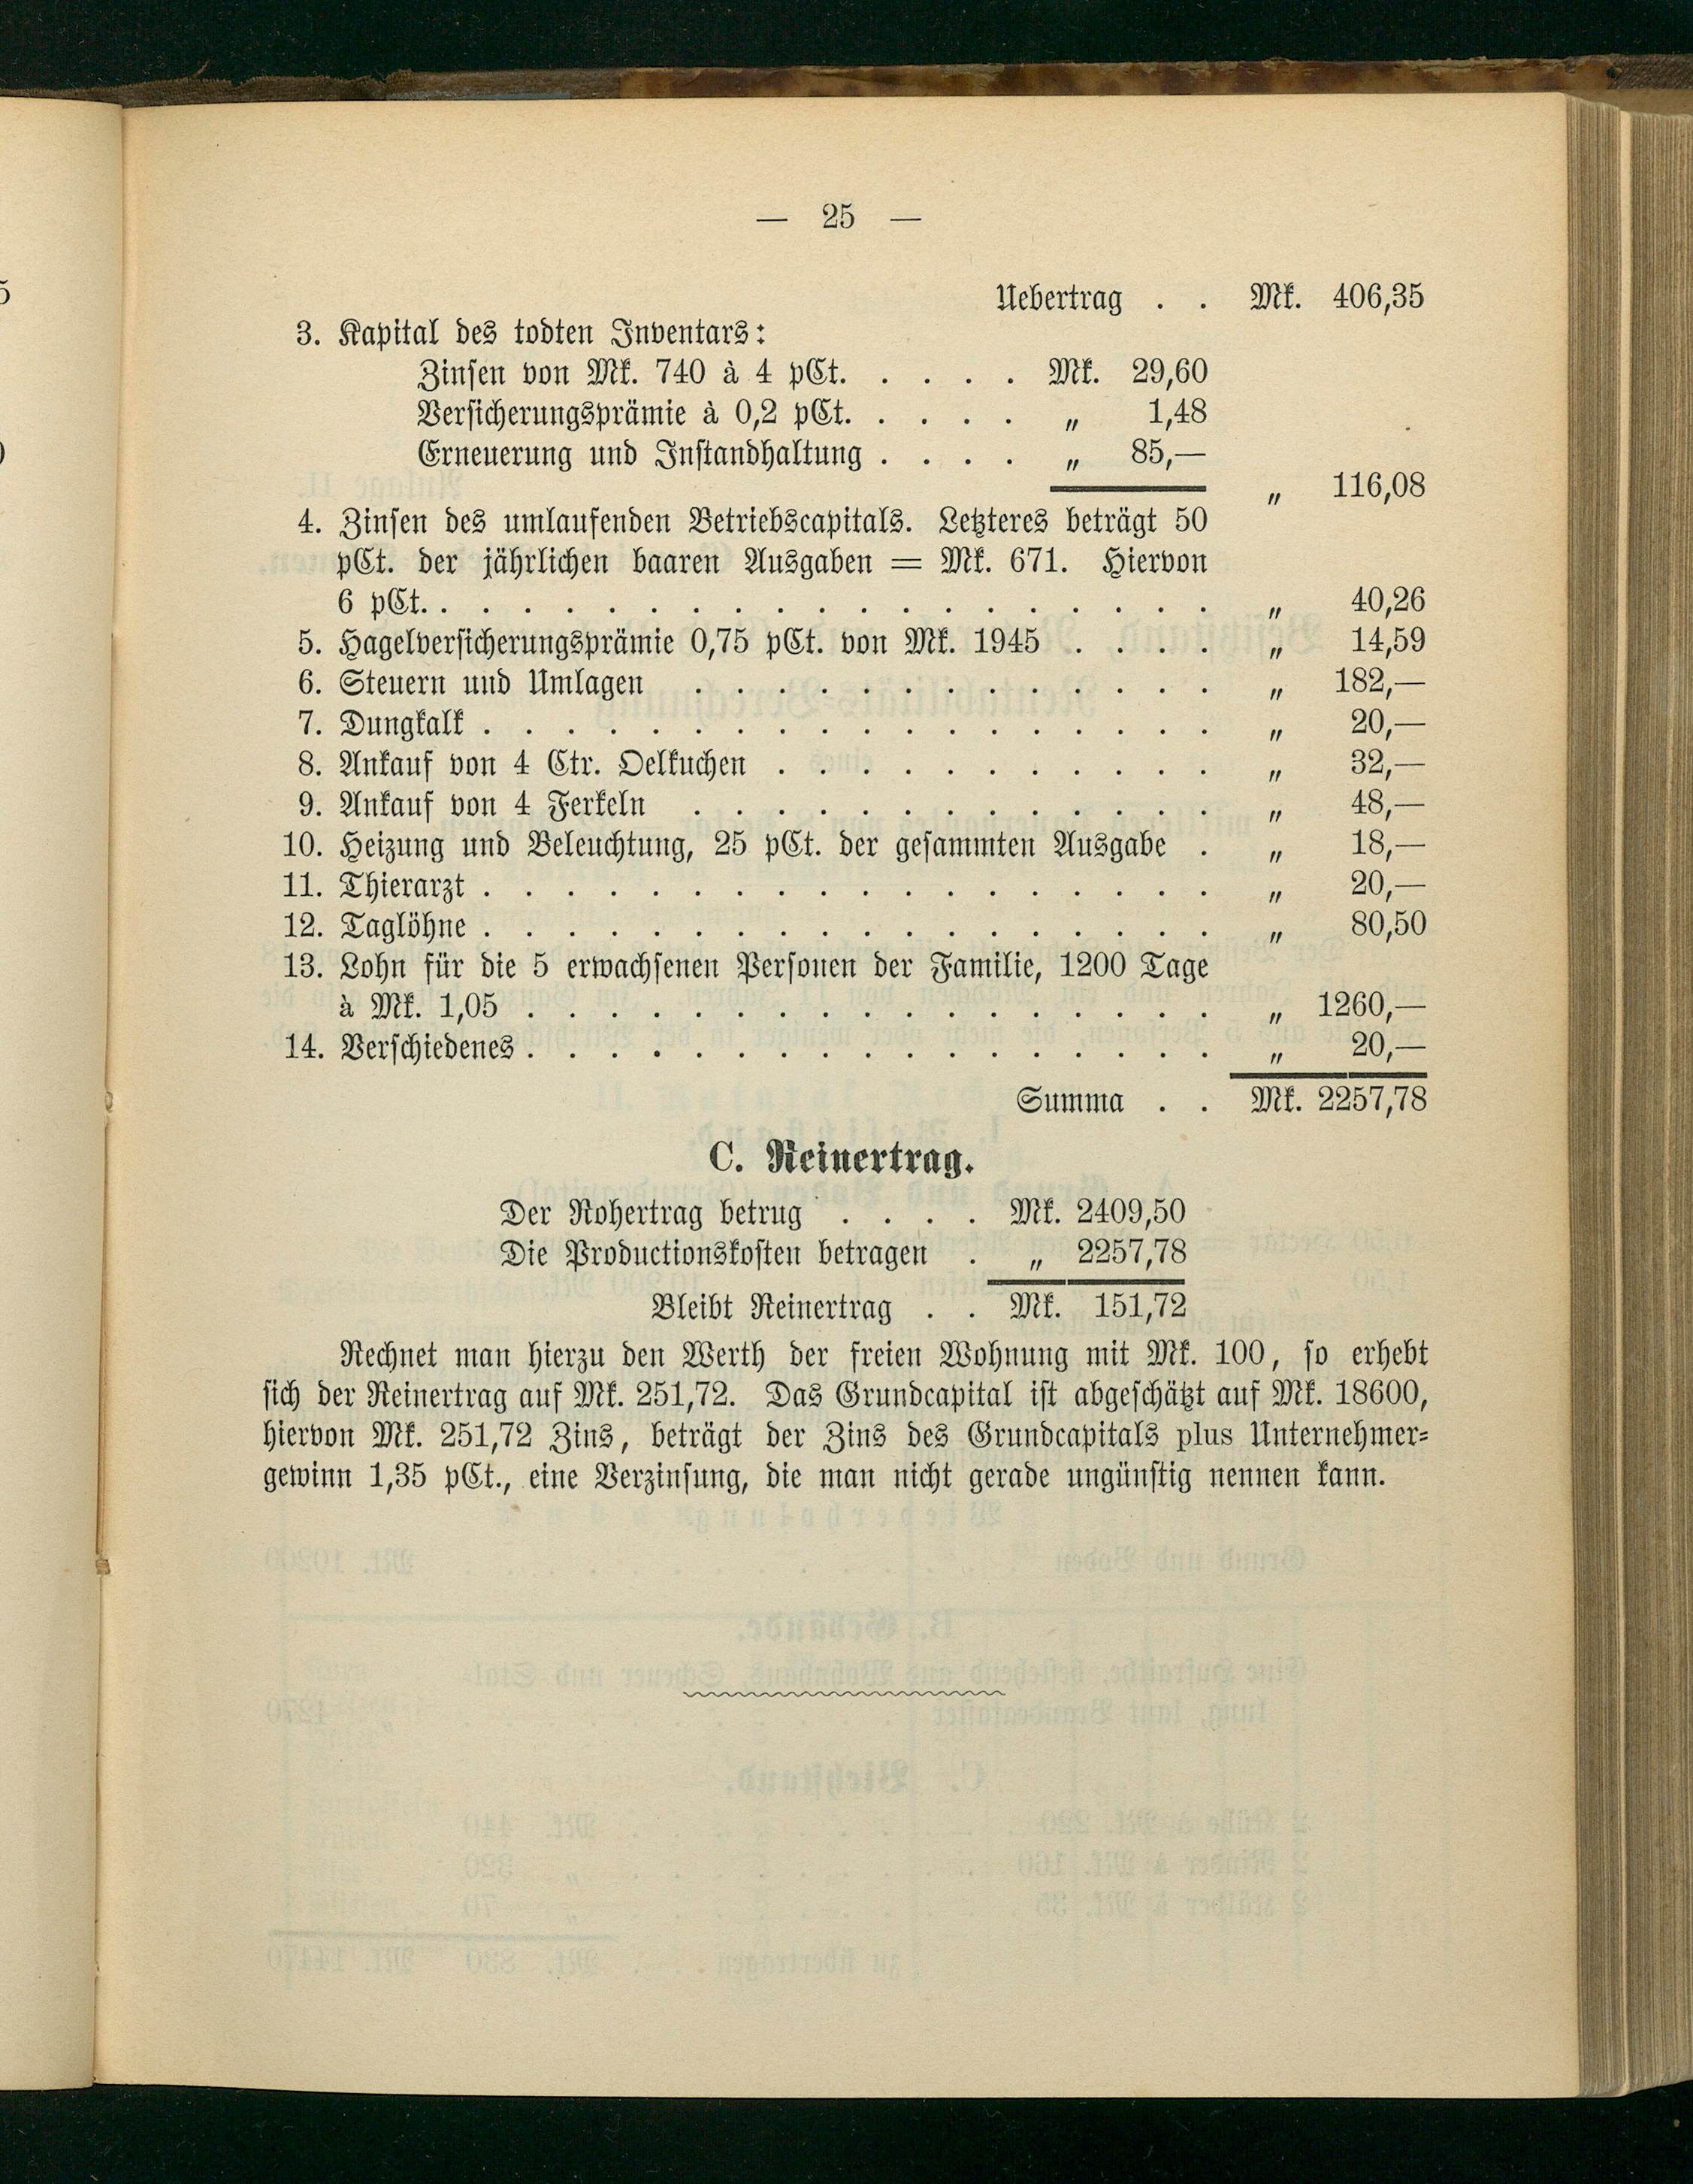 — 25 —
Uebertrag . . Mk. 406,35
3. Kapital des todten Inventars:
Zinsen von Mk. 740 à 4 pCt. . . . . Mk. 29,60
Versicherungsprämie à 0,2 pCt. . . . . „ 1,48
Erneuerung und Instandhaltung . . . . „ 85,—
„ 116,08
4. Zinsen des umlaufenden Betriebscapitals. Letzteres beträgt 50
pCt. der jährlichen baaren Ausgaben = Mk. 671. Hiervon
6 pCt. . . . . . . . . . . . . . . . . . . . „ 40,26
5. Hagelversicherungsprämie 0,75 pCt. von Mk. 1945 . . . . „ 14,59
6. Steuern und Umlagen . . . . . . . . . . . . . „ 182,—
7. Dungkalk . . . . . . . . . . . . . . . . . . „ 20,—
8. Ankauf von 4 Ctr. Oelkuchen . . . . . . . . . . . „ 32,—
9. Ankauf von 4 Ferkeln . . . . . . . . . . . . . „ 48,—
10. Heizung und Beleuchtung, 25 pCt. der gesammten Ausgabe . „ 18,—
11. Thierarzt . . . . . . . . . . . . . . . . . . „ 20,—
12. Taglöhne . . . . . . . . . . . . . . . . . . „ 80,50
13. Lohn für die 5 erwachsenen Personen der Familie, 1200 Tage
à Mk. 1,05 . . . . . . . . . . . . . . . . . „ 1260,—
14. Verschiedenes . . . . . . . . . . . . . . . . . „ 20,—
Summa . . Mk. 2257,78
C. Reinertrag.
Der Rohertrag betrug . . . . Mk. 2409,50
Die Productionskosten betragen . „ 2257,78
Bleibt Reinertrag . . Mk. 151,72
Rechnet man hierzu den Werth der freien Wohnung mit Mk. 100, so erhebt
sich der Reinertrag auf Mk. 251,72. Das Grundcapital ist abgeschätzt auf Mk. 18600,
hiervon Mk. 251,72 Zins, beträgt der Zins des Grundcapitals plus Unternehmer-
gewinn 1,35 pCt., eine Verzinsung, die man nicht gerade ungünstig nennen kann.